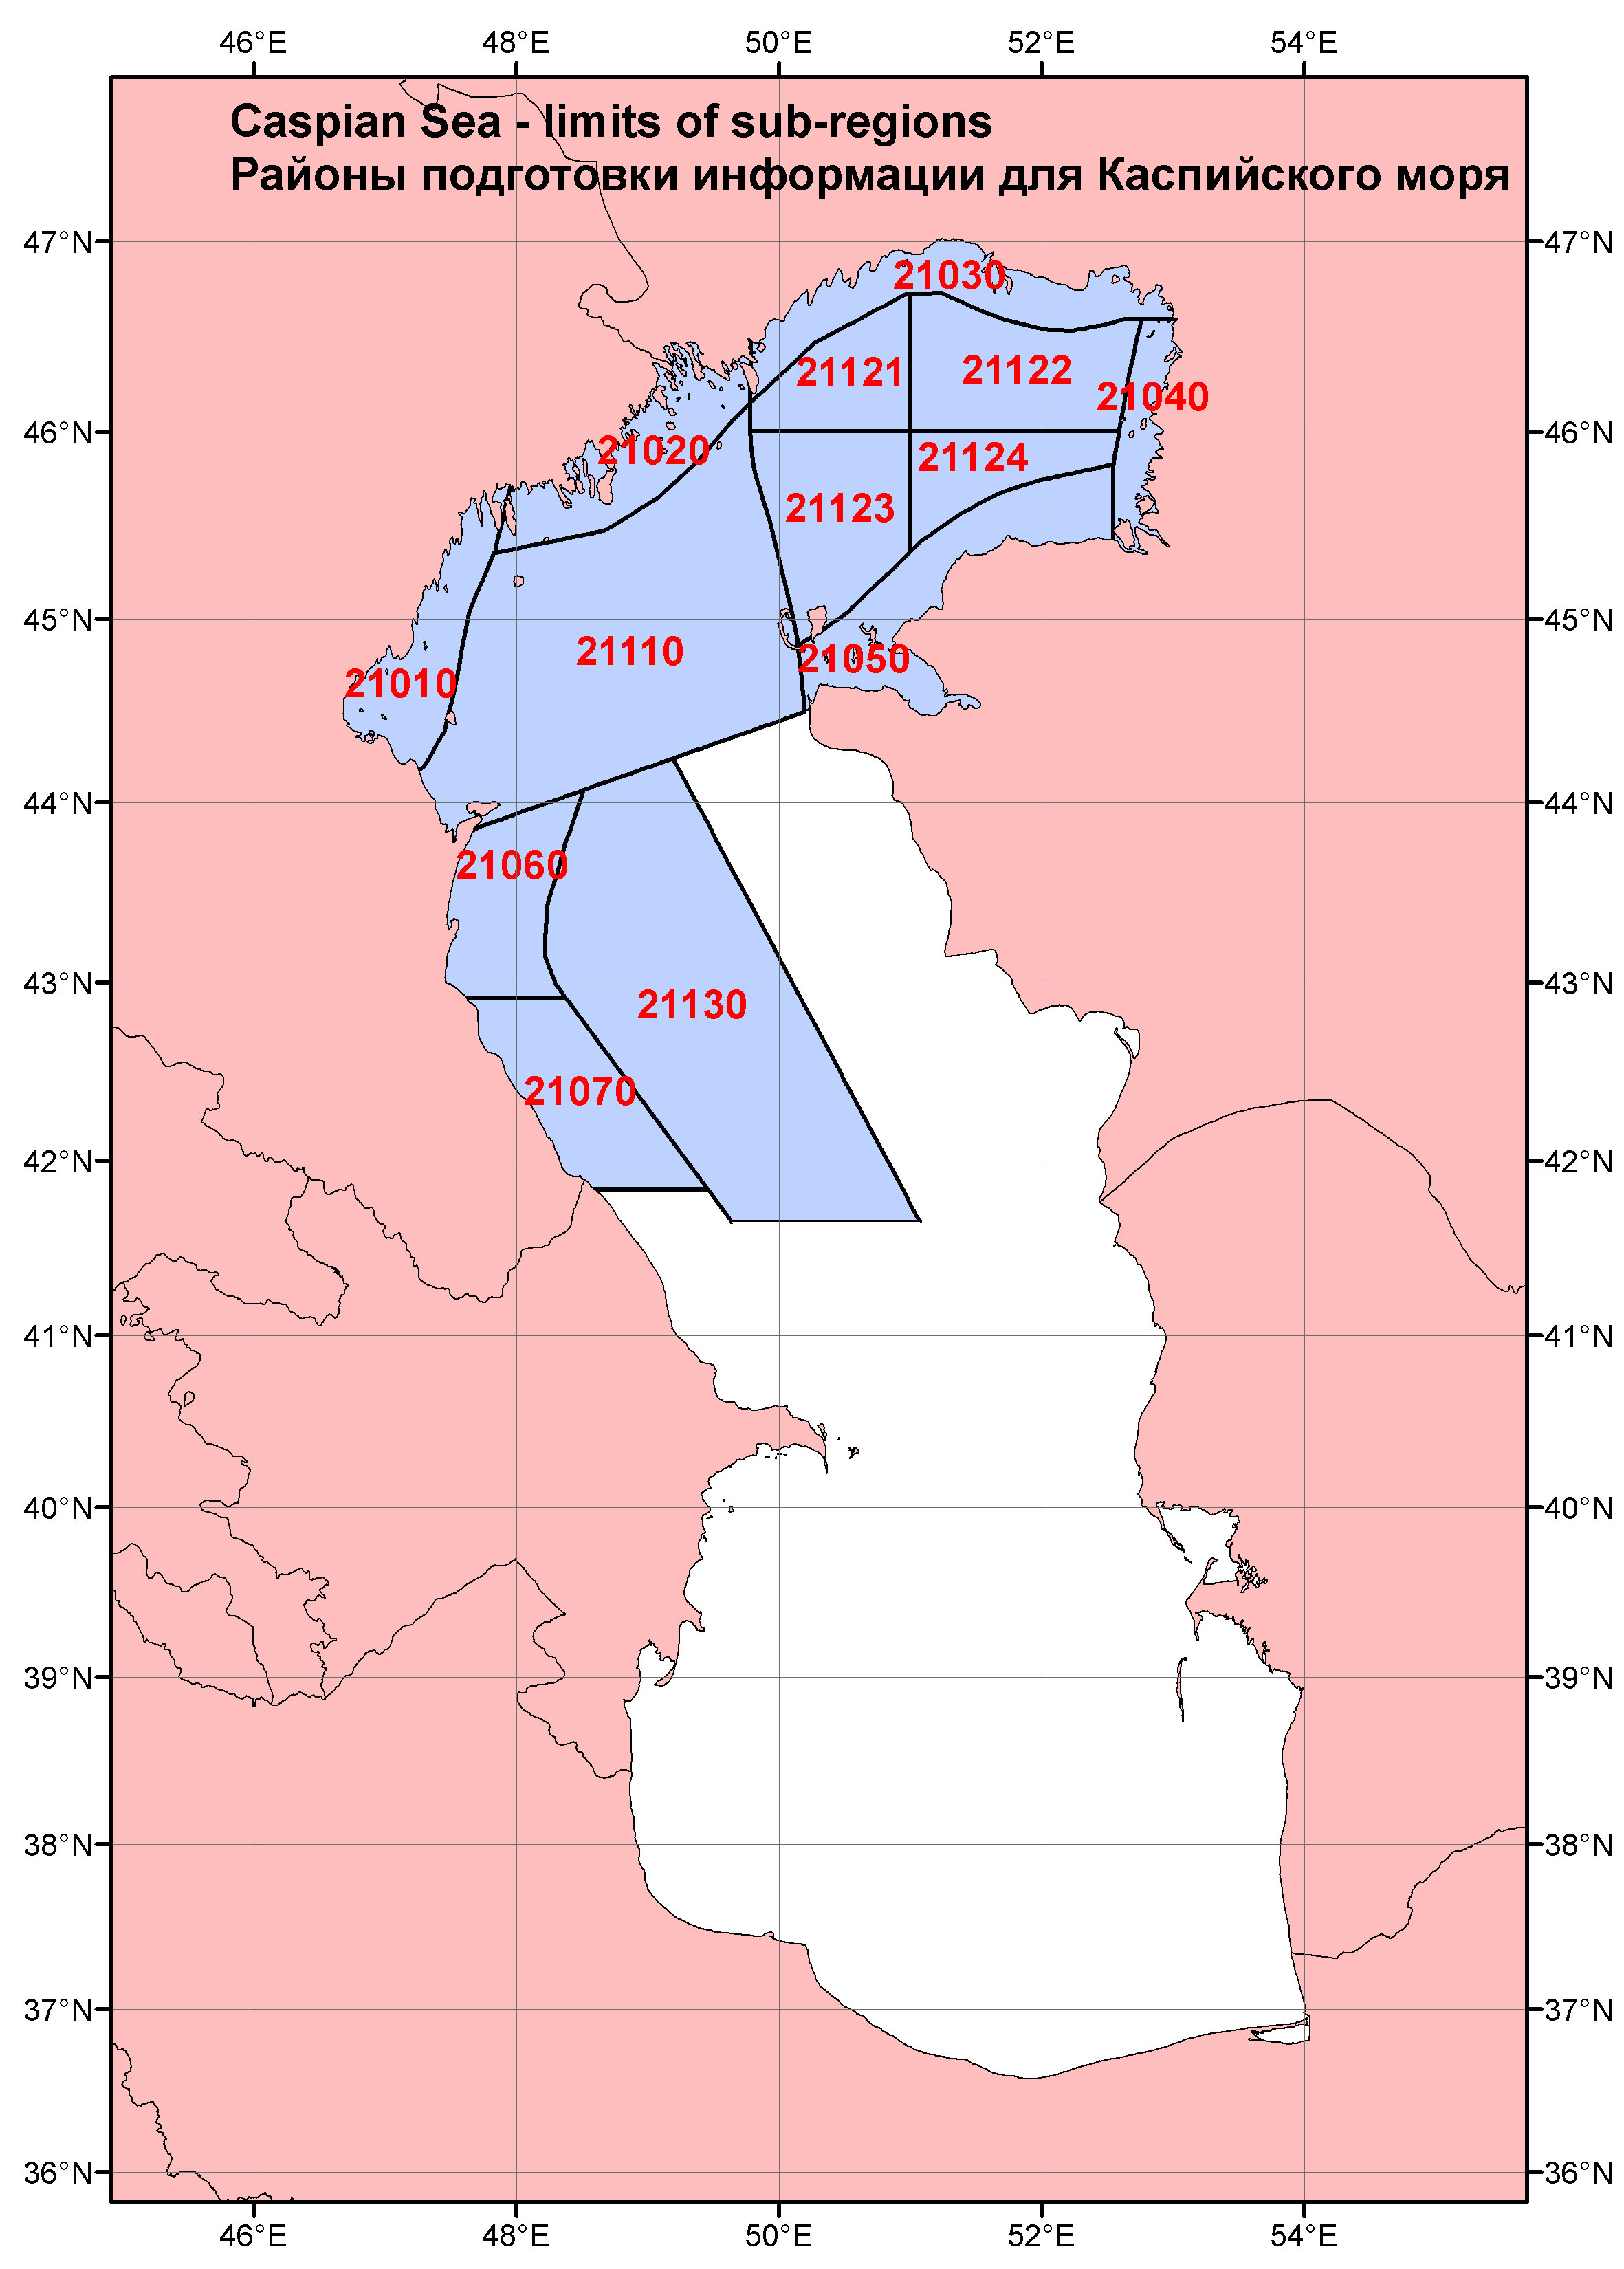 46°E 48°E 50°E 52°E 54°E
Caspian Sea - limits of sub-regions
Районы подготовки информации для Каспийского моря
47°N 47°N
21030
21121 21122
21040
46°N 46°N
21020 21124
21123
45°N 45°N
21110 21050
21010
44°N 44°N
21060
43°N 43°N
21130
21070
42°N 42°N
41°N 41°N
40°N 40°N
39°N 39°N
38°N 38°N
37°N 37°N
36°N 36°N
46°E 48°E 50°E 52°E 54°E